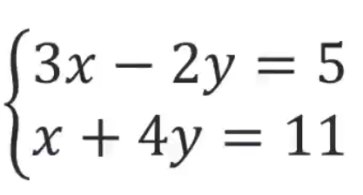 3x − 2y = 5
x + 4y = 11